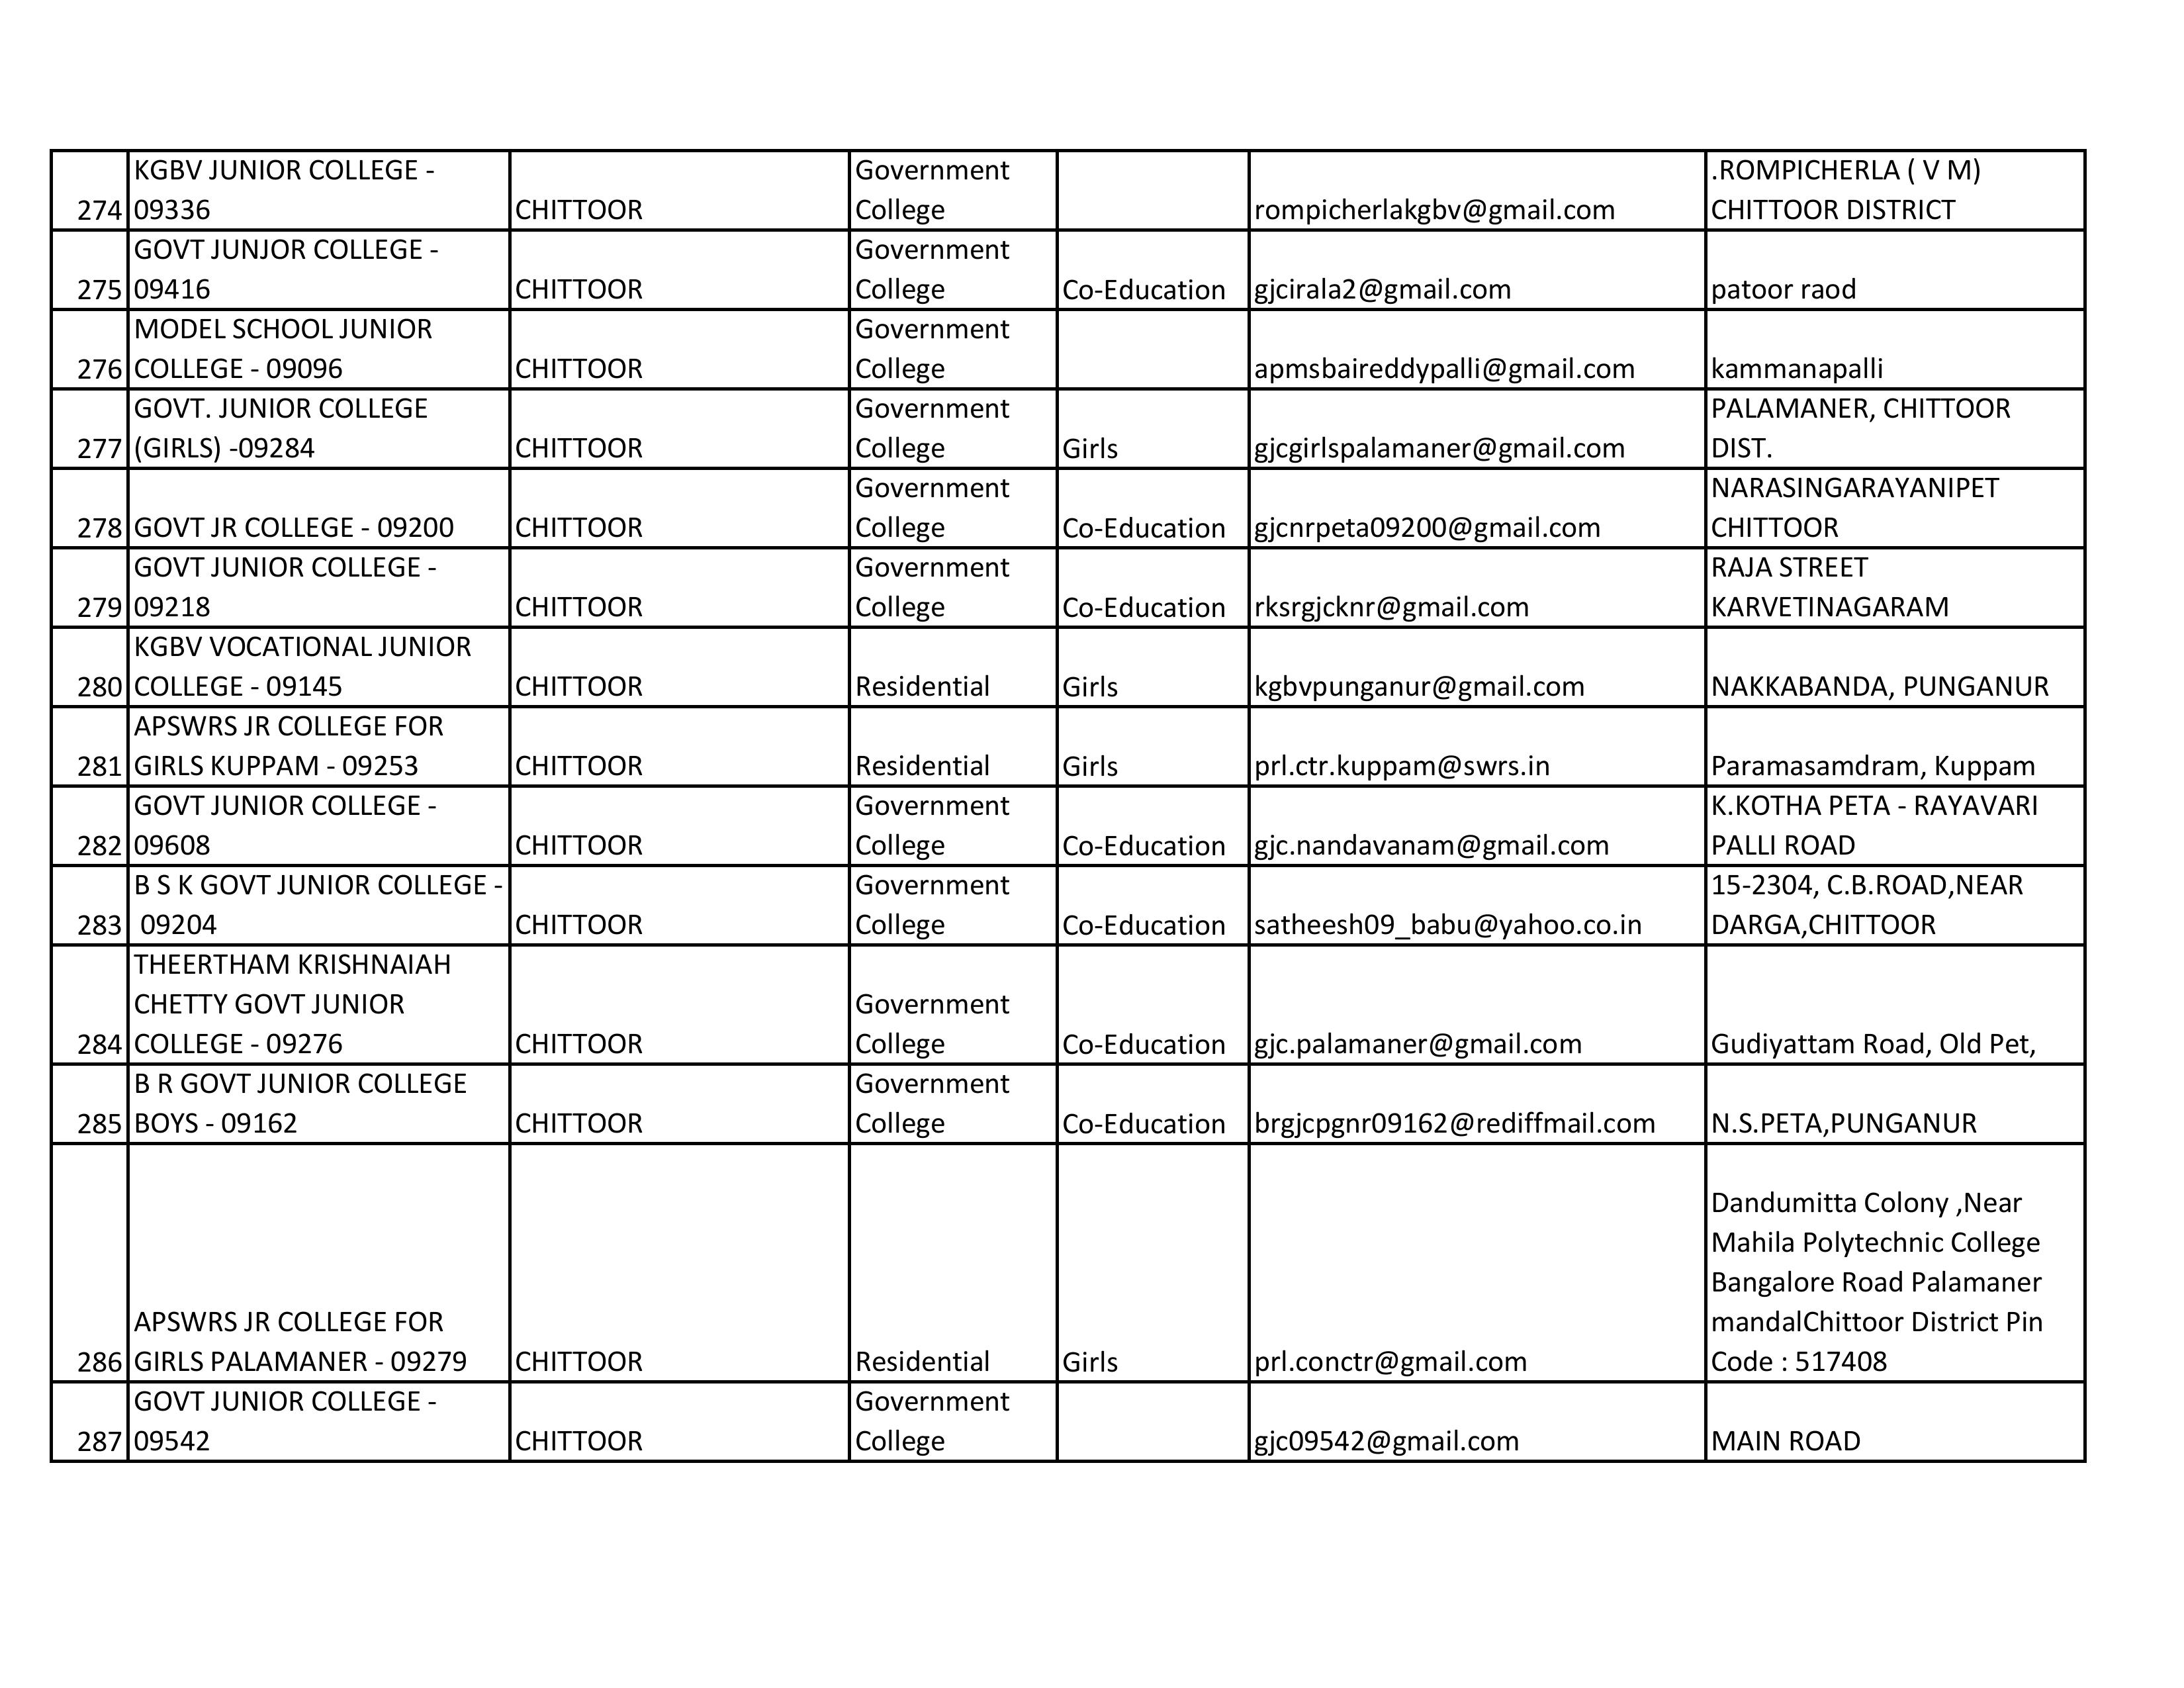 KGBV JUNIOR COLLEGE - Government .ROMPICHERLA ( V M)
274 09336 CHITTOOR College rompicherlakgbv@gmail.com CHITTOOR DISTRICT
GOVT JUNJOR COLLEGE - Government
275 09416 CHITTOOR College Co-Education gjcirala2@gmail.com patoor raod
MODEL SCHOOL JUNIOR Government
276 COLLEGE - 09096 CHITTOOR College apmsbaireddypalli@gmail.com kammanapalli
GOVT. JUNIOR COLLEGE Government PALAMANER, CHITTOOR
277 (GIRLS) -09284 CHITTOOR College Girls gjcgirlspalamaner@gmail.com DIST.
Government NARASINGARAYANIPET
278 GOVT JR COLLEGE - 09200 CHITTOOR College Co-Education gjcnrpeta09200@gmail.com CHITTOOR
GOVT JUNIOR COLLEGE - Government RAJA STREET
279 09218 CHITTOOR College Co-Education rksrgjcknr@gmail.com KARVETINAGARAM
KGBV VOCATIONAL JUNIOR
280 COLLEGE - 09145 CHITTOOR Residential Girls kgbvpunganur@gmail.com NAKKABANDA, PUNGANUR
APSWRS JR COLLEGE FOR
281 GIRLS KUPPAM - 09253 CHITTOOR Residential Girls prl.ctr.kuppam@swrs.in Paramasamdram, Kuppam
GOVT JUNIOR COLLEGE - Government K.KOTHA PETA - RAYAVARI
282 09608 CHITTOOR College Co-Education gjc.nandavanam@gmail.com PALLI ROAD
B S K GOVT JUNIOR COLLEGE - Government 15-2304, C.B.ROAD,NEAR
283 09204 CHITTOOR College Co-Education satheesh09_babu@yahoo.co.in DARGA,CHITTOOR
THEERTHAM KRISHNAIAH
CHETTY GOVT JUNIOR Government
284 COLLEGE - 09276 CHITTOOR College Co-Education gjc.palamaner@gmail.com Gudiyattam Road, Old Pet,
B R GOVT JUNIOR COLLEGE Government
285 BOYS - 09162 CHITTOOR College Co-Education brgjcpgnr09162@rediffmail.com N.S.PETA,PUNGANUR
Dandumitta Colony ,Near
Mahila Polytechnic College
Bangalore Road Palamaner
APSWRS JR COLLEGE FOR mandalChittoor District Pin
286 GIRLS PALAMANER - 09279 CHITTOOR Residential Girls prl.conctr@gmail.com Code : 517408
GOVT JUNIOR COLLEGE - Government
287 09542 CHITTOOR College gjc09542@gmail.com MAIN ROAD